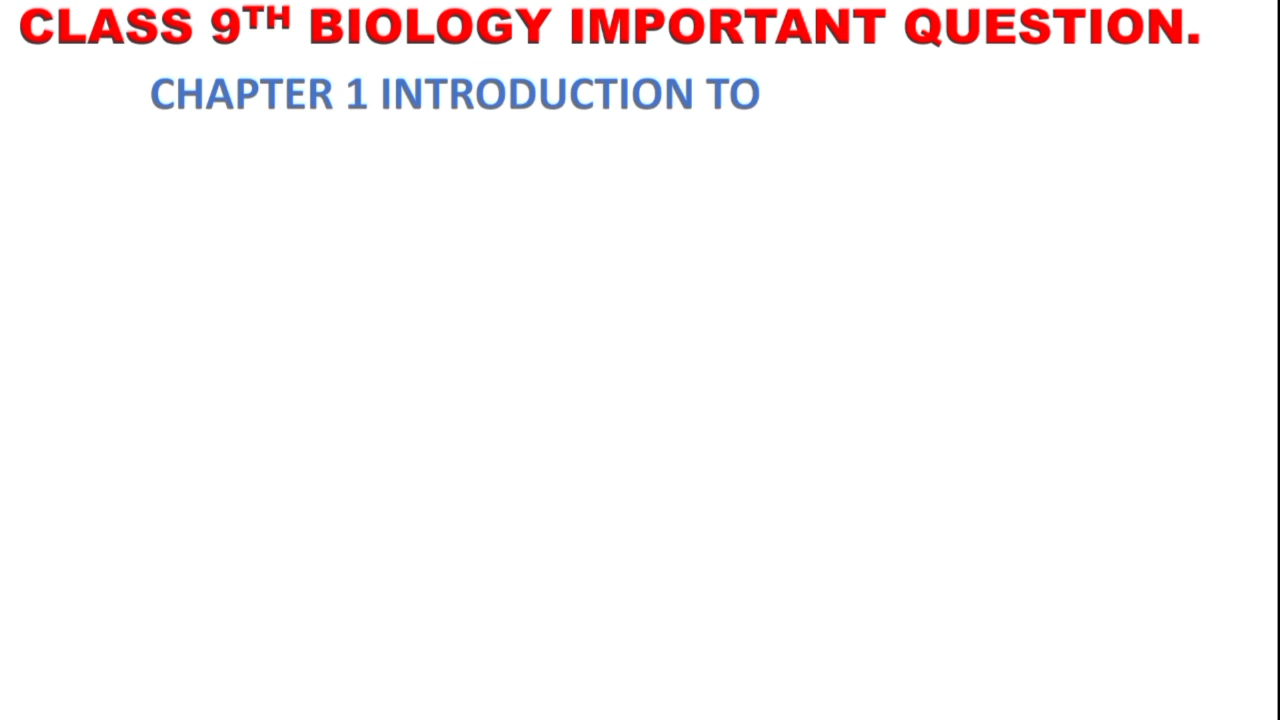 CLASS 9TH BIOLOGY IMPORTANT QUESTION.
CHAPTER 1 INTRODUCTION TO